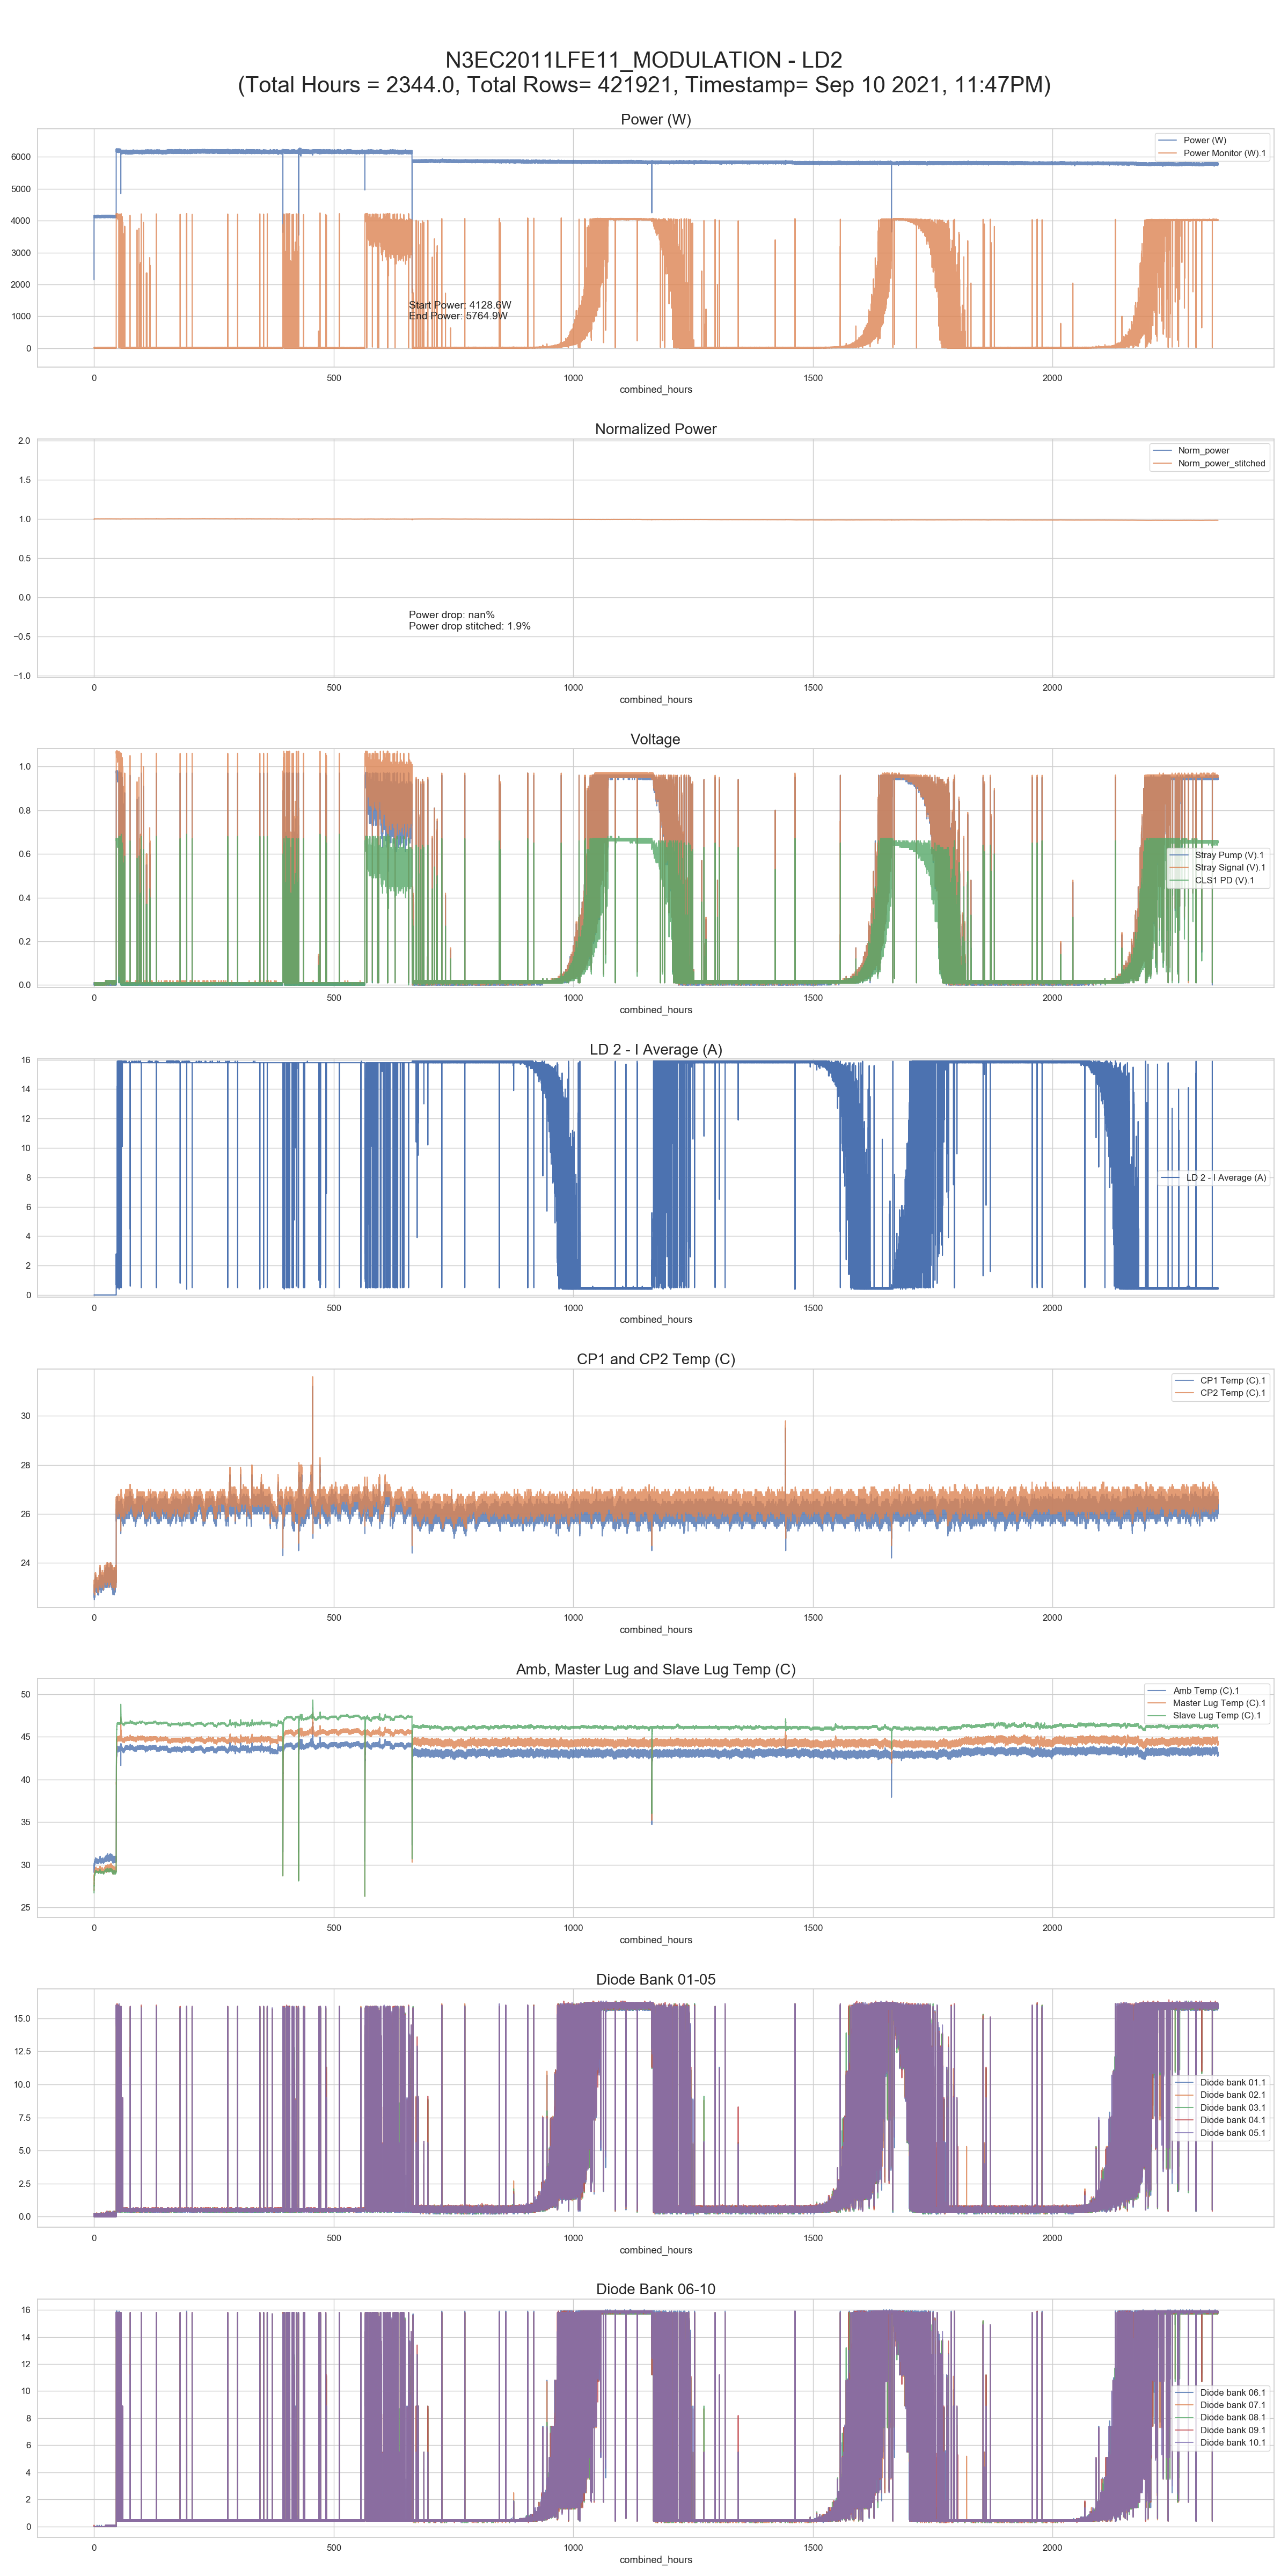 N3EC2011LFE11_MODULATION - LD2
(Total Hours = 2344.0, Total Rows= 421921, Timestamp= Sep 10 2021, 11:47PM)
Power (W)
Power (W)
Power Monitor (W).1
6000
5000
4000
3000
2000
1000
0
Start Power: 4128.6W
End Power: 5764.9W
0
500
1000
1500
2000
combined_hours
Normalized Power
Norm_power
Norm_power_stitched
2.0
1.5
1.0
0.5
0.0
−0.5
−1.0
Power drop: nan%
Power drop stitched: 1.9%
0
500
1000
1500
2000
combined_hours
Voltage
1.0
0.8
0.6
0.4
0.2
0.0
Stray Pump (V).1
Stray Signal (V).1
CLS1 PD (V).1
0
500
1000
1500
2000
combined_hours
LD 2 - I Average (A)
16
14
12
10
8
6
4
2
0
LD 2 - I Average (A)
0
500
1000
1500
2000
combined_hours
CP1 and CP2 Temp (C)
CP1 Temp (C).1
CP2 Temp (C).1
30
28
26
24
0
500
1000
1500
2000
combined_hours
Amb, Master Lug and Slave Lug Temp (C)
Amb Temp (C).1
Master Lug Temp (C).1
Slave Lug Temp (C).1
50
45
40
35
30
25
0
500
1000
1500
2000
combined_hours
Diode Bank 01-05
15.0
12.5
10.0
7.5
5.0
2.5
0.0
Diode bank 01.1
Diode bank 02.1
Diode bank 03.1
Diode bank 04.1
Diode bank 05.1
0
500
1000
1500
2000
combined_hours
Diode Bank 06-10
16
14
12
10
8
6
4
2
0
Diode bank 06.1
Diode bank 07.1
Diode bank 08.1
Diode bank 09.1
Diode bank 10.1
0
500
1000
1500
2000
combined_hours